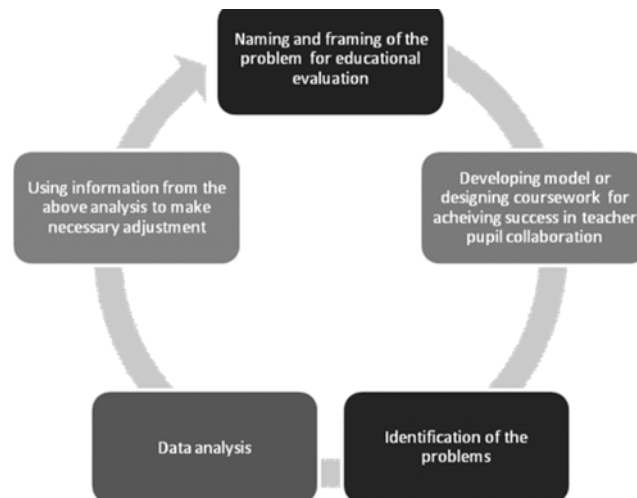 Naming and framing of the
problem for educational
evaluation
Developing model or
designing coursework for
acheiving success in teacher
pupil collaboration
Identification of the
problems
Data analysis
Using information from the
above analysis to make
necessary adjustment